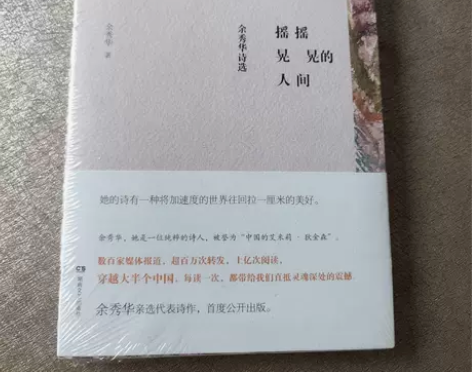 摇摇
晃晃的
人间
余秀华诗选
余秀华 著
她的诗有一种将加速度的世界往回拉一厘米的美好。
余秀华，她是一位纯粹的诗人，被誉为“中国的艾米莉·狄金森”。
数百家媒体报道，超百万次转发，十亿次阅读，
穿越大半个中国，每读一次，都带给我们直抵灵魂深处的震撼
余秀华亲选代表诗作，首度公开出版。